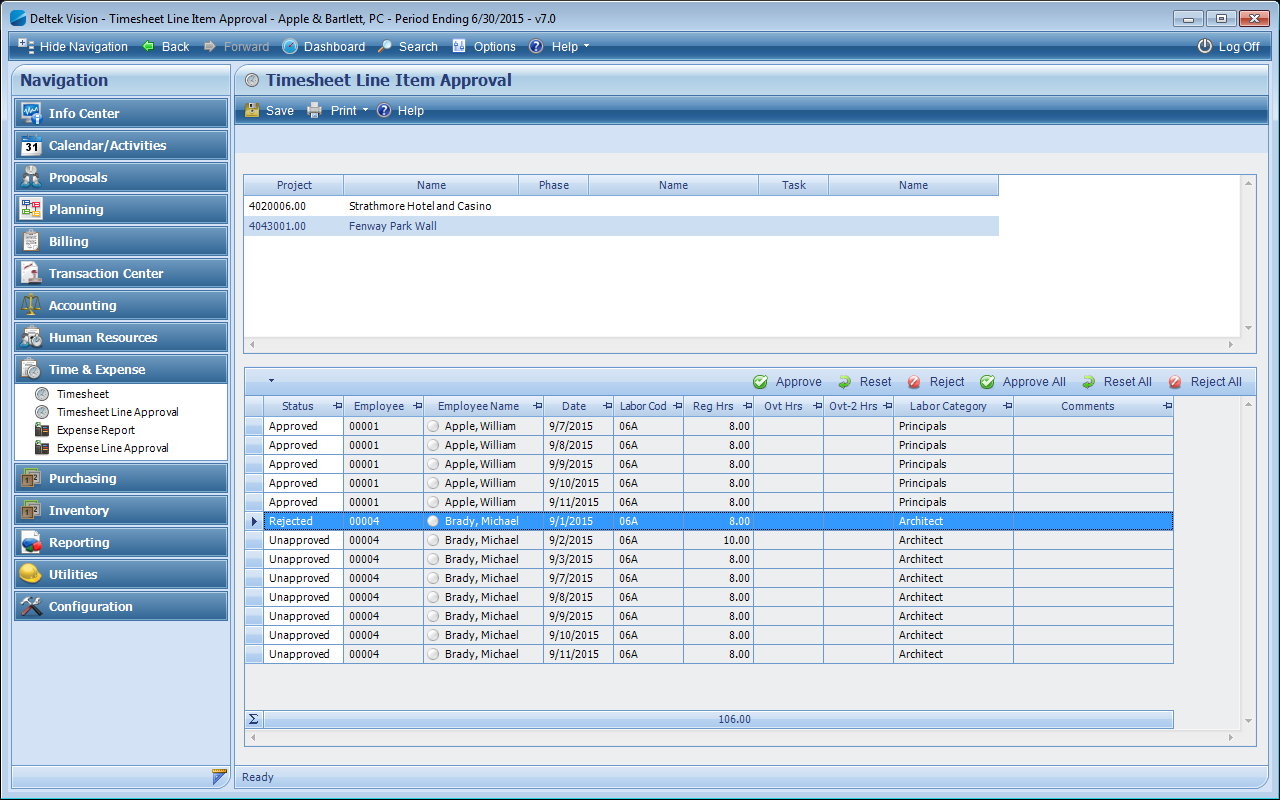 Deltek Vision - Timesheet Line Item Approval - Apple & Bartlett, PC - Period Ending 6/30/2015 - v7.0
Hide Navigation Back Forward Dashboard Search Options Help Log Off
Navigation
Info Center
31 Calendar/Activities
Proposals
Planning
Billing
Transaction Center
Accounting
Human Resources
Time & Expense
Timesheet
Timesheet Line Approval
Expense Report
Expense Line Approval
Purchasing
Inventory
Reporting
Utilities
Configuration
Timesheet Line Item Approval
Save Print Help
Project Name Phase Name Task Name
4020006.00 Strathmore Hotel and Casino
4043001.00 Fenway Park Wall
Approve Reset Reject Approve All Reset All Reject All
Status Employee Employee Name Date Labor Cod Reg Hrs Ovt Hrs Ovt-2 Hrs Labor Category Comments
Approved 00001 Apple, William 9/7/2015 06A 8.00 Principals
Approved 00001 Apple, William 9/8/2015 06A 8.00 Principals
Approved 00001 Apple, William 9/9/2015 06A 8.00 Principals
Approved 00001 Apple, William 9/10/2015 06A 8.00 Principals
Approved 00001 Apple, William 9/11/2015 06A 8.00 Principals
Rejected 00004 Brady, Michael 9/1/2015 06A 8.00 Architect
Unapproved 00004 Brady, Michael 9/2/2015 06A 10.00 Architect
Unapproved 00004 Brady, Michael 9/3/2015 06A 8.00 Architect
Unapproved 00004 Brady, Michael 9/7/2015 06A 8.00 Architect
Unapproved 00004 Brady, Michael 9/8/2015 06A 8.00 Architect
Unapproved 00004 Brady, Michael 9/9/2015 06A 8.00 Architect
Unapproved 00004 Brady, Michael 9/10/2015 06A 8.00 Architect
Unapproved 00004 Brady, Michael 9/11/2015 06A 8.00 Architect
Σ 106.00
Ready